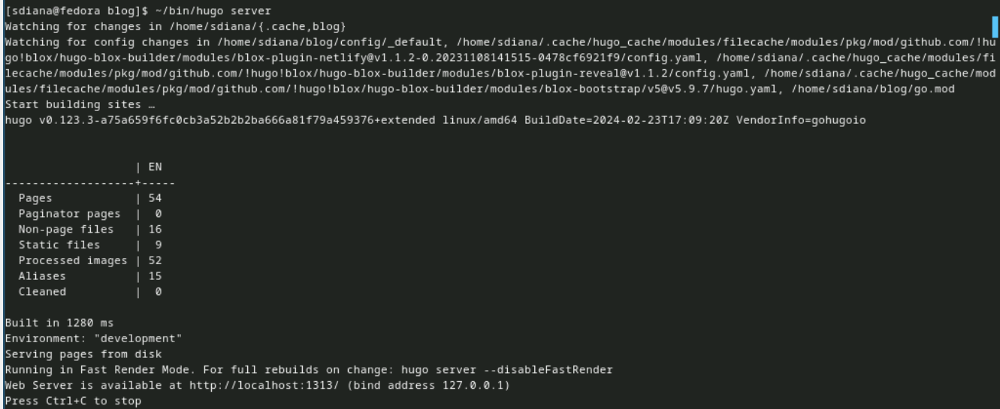 [sdiana@fedora blog]$ ~/bin/hugo server
Watching for changes in /home/sdiana/{.cache,blog}
Watching for config changes in /home/sdiana/blog/config/_default, /home/sdiana/.cache/hugo_cache/modules/filecache/modules/pkg/mod/github.com/!hu
go!blox/hugo-blox-builder/modules/blox-plugin-netlify@v1.1.2-0.20231108141515-0478cf6921f9/config.yaml, /home/sdiana/.cache/hugo_cache/modules/fi
lecache/modules/pkg/mod/github.com/!hugo!blox/hugo-blox-builder/modules/blox-plugin-reveal@v1.1.2/config.yaml, /home/sdiana/.cache/hugo_cache/mod
ules/filecache/modules/pkg/mod/github.com/!hugo!blox/hugo-blox-builder/modules/blox-bootstrap/v5@v5.9.7/hugo.yaml, /home/sdiana/blog/go.mod
Start building sites …
hugo v0.123.3-a75a659f6fc0cb3a52b2b2ba666a81f79a459376+extended linux/amd64 BuildDate=2024-02-23T17:09:20Z VendorInfo=gohugoio
                   | EN
-------------------+-----
  Pages            | 54
  Paginator pages  |  0
  Non-page files   | 16
  Static files     |  9
  Processed images | 52
  Aliases          | 15
  Cleaned          |  0
Built in 1280 ms
Environment: "development"
Serving pages from disk
Running in Fast Render Mode. For full rebuilds on change: hugo server --disableFastRender
Web Server is available at http://localhost:1313/ (bind address 127.0.0.1)
Press Ctrl+C to stop